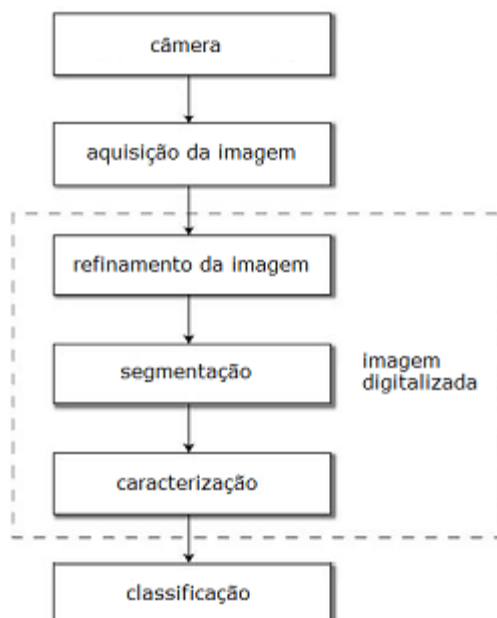 câmera
aquisição da imagem
refinamento da imagem
segmentação
imagem
digitalizada
caracterização
classificação